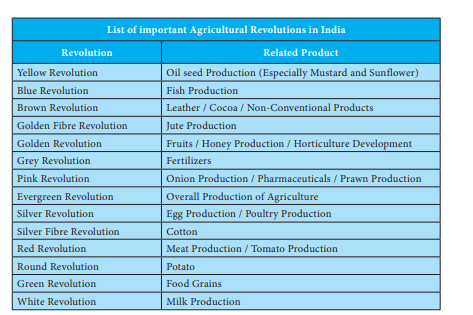 List of important Agricultural Revolutions in India
Revolution Related Product
Yellow Revolution Oil seed Production (Especially Mustard and Sunflower)
Blue Revolution Fish Production
Brown Revolution Leather / Cocoa / Non-Conventional Products
Golden Fibre Revolution Jute Production
Golden Revolution Fruits / Honey Production / Horticulture Development
Grey Revolution Fertilizers
Pink Revolution Onion Production / Pharmaceuticals / Prawn Production
Evergreen Revolution Overall Production of Agriculture
Silver Revolution Egg Production / Poultry Production
Silver Fibre Revolution Cotton
Red Revolution Meat Production / Tomato Production
Round Revolution Potato
Green Revolution Food Grains
White Revolution Milk Production